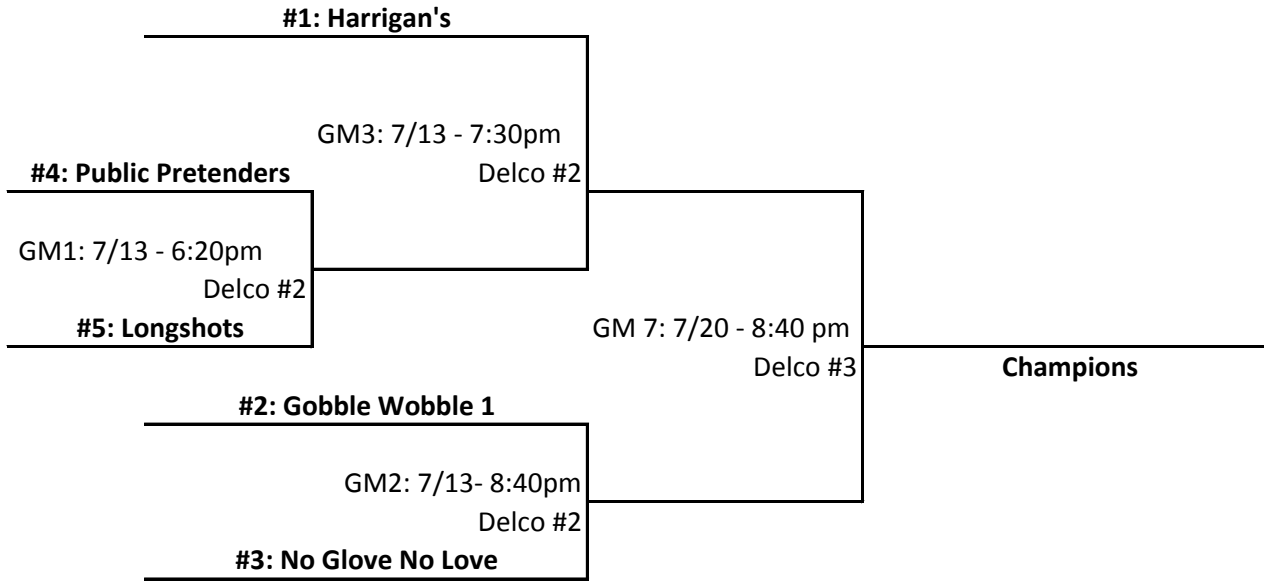 #1: Harrigan's
GM3: 7/13 - 7:30pm
Delco #2
#4: Public Pretenders
GM1: 7/13 - 6:20pm
Delco #2
#5: Longshots
GM 7: 7/20 - 8:40 pm
Delco #3
Champions
#2: Gobble Wobble 1
GM2: 7/13- 8:40pm
Delco #2
#3: No Glove No Love